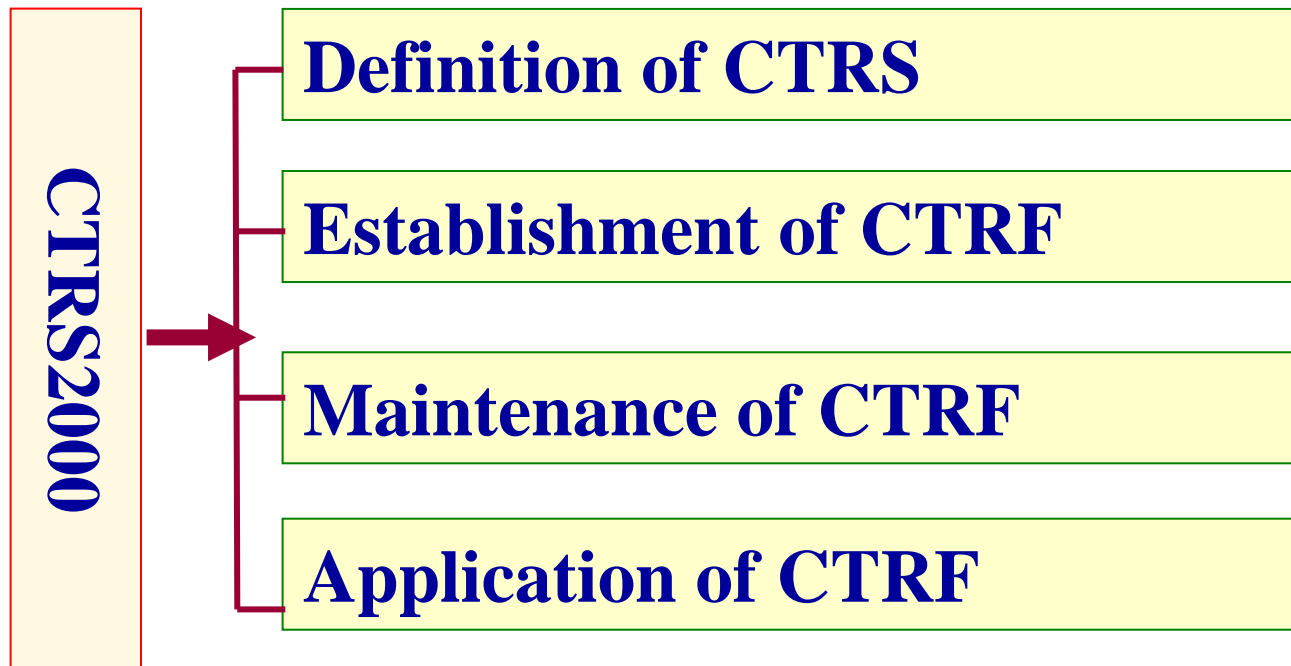 CTRS2000
Definition of CTRS
Establishment of CTRF
Maintenance of CTRF
Application of CTRF